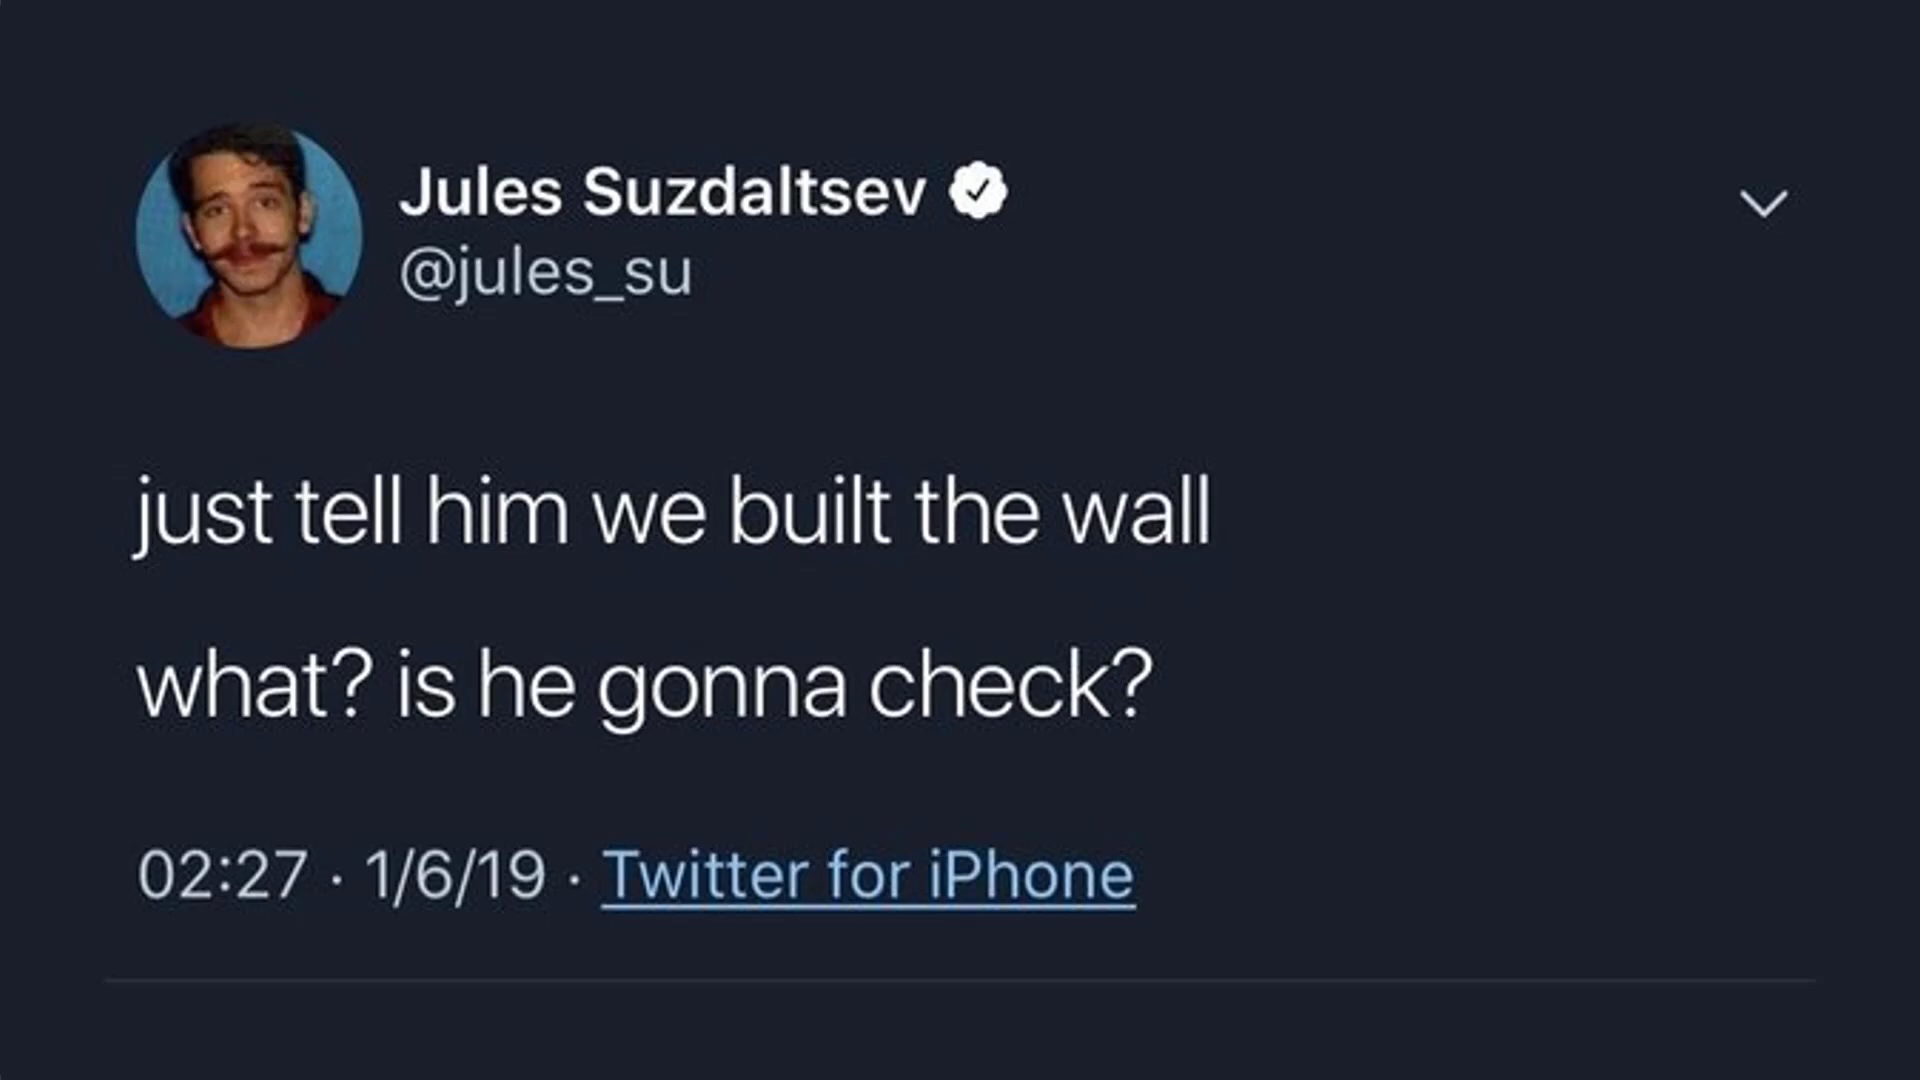 Jules Suzdaltsev
@jules_su
just tell him we built the wall
what? is he gonna check?
02:27 · 1/6/19 · Twitter for iPhone